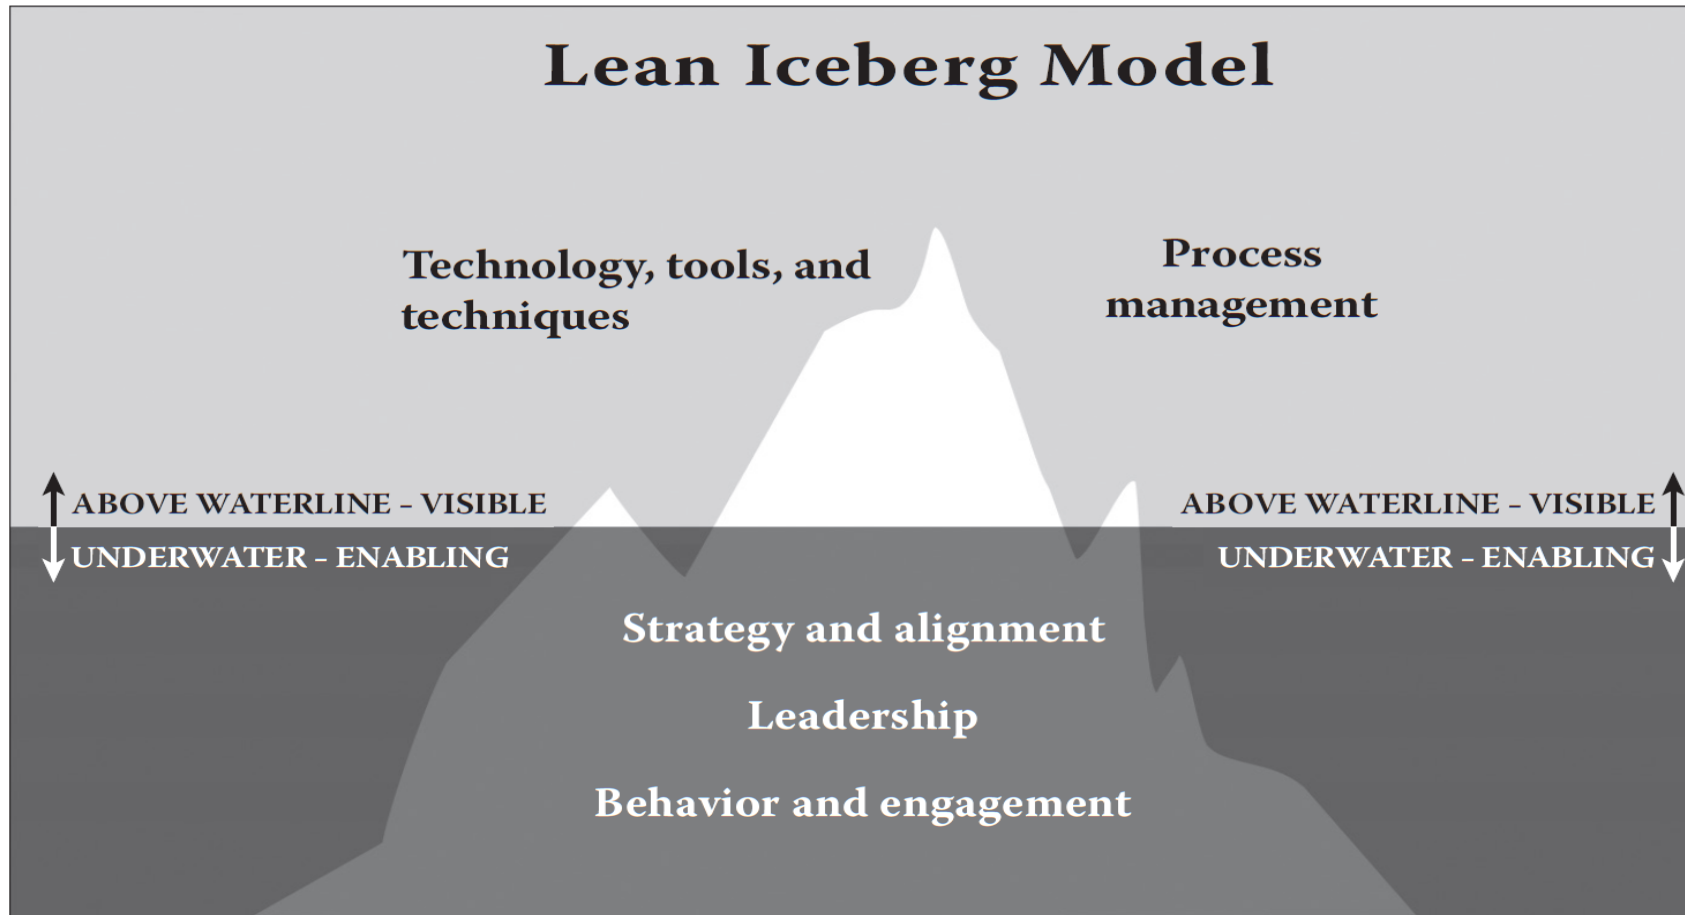 Lean Iceberg Model
Technology, tools, and
techniques
Process
management
ABOVE WATERLINE – VISIBLE
UNDERWATER – ENABLING
ABOVE WATERLINE – VISIBLE
UNDERWATER – ENABLING
Strategy and alignment
Leadership
Behavior and engagement